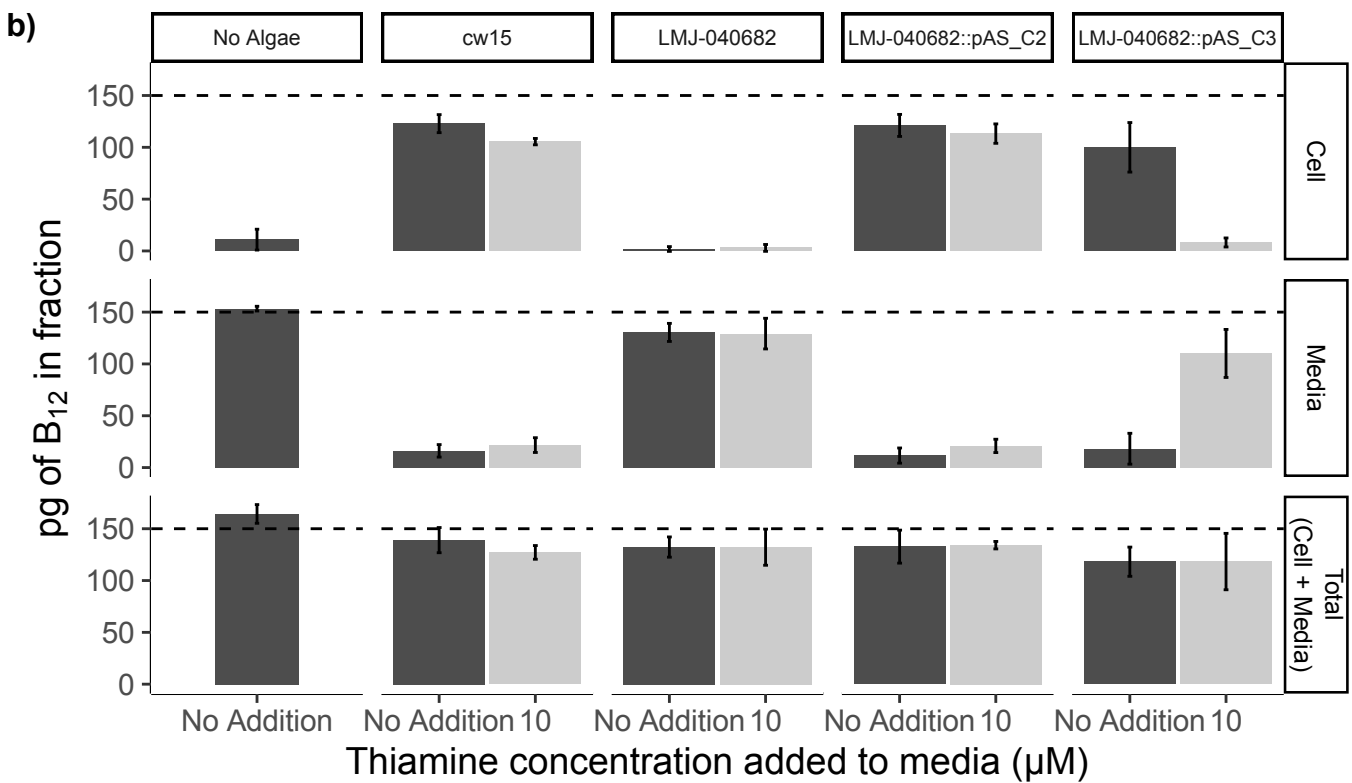 b)
No Algae
cw15
LMJ-040682
LMJ-040682::pAS_C2
LMJ-040682::pAS_C3
pg of B₁₂ in fraction
150
100
50
0
Cell
150
100
50
0
Media
150
100
50
0
Total
(Cell + Media)
No Addition
No Addition 10
No Addition 10
No Addition 10
No Addition 10
Thiamine concentration added to media (µM)